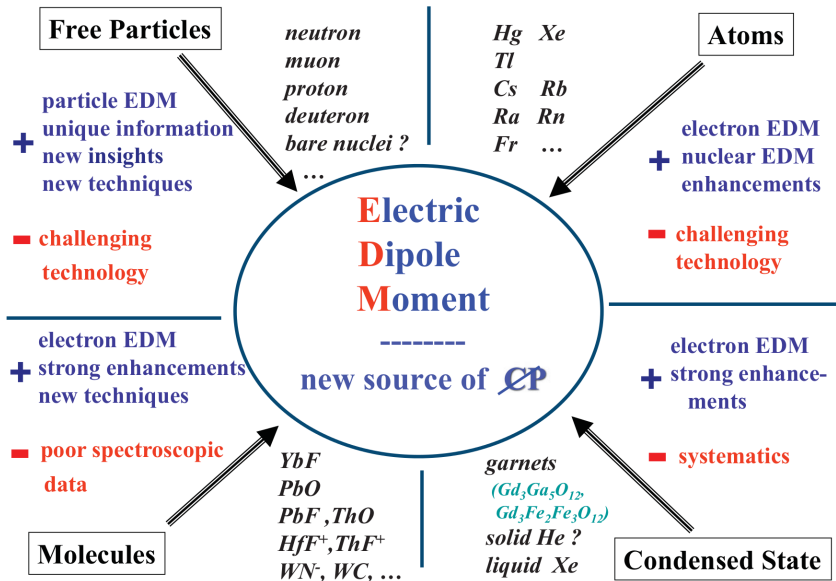 Free Particles
neutron
muon
proton
deuteron
bare nuclei ?
...
+ particle EDM
unique information
new insights
new techniques
- challenging
technology
Hg Xe
Tl
Cs Rb
Ra Rn
Fr ...
Atoms
+ electron EDM
nuclear EDM
enhancements
- challenging
technology
Electric
Dipole
Moment
--------
new source of CP
+ electron EDM
strong enhancements
new techniques
- poor spectroscopic
data
Molecules
YbF
PbO
PbF ,ThO
HfF⁺,ThF⁺
WN⁻, WC, ...
garnets
(Gd₃Ga₅O₁₂,
Gd₃Fe₂Fe₃O₁₂)
solid He ?
liquid Xe
+ electron EDM
strong enhance-
ments
- systematics
Condensed State